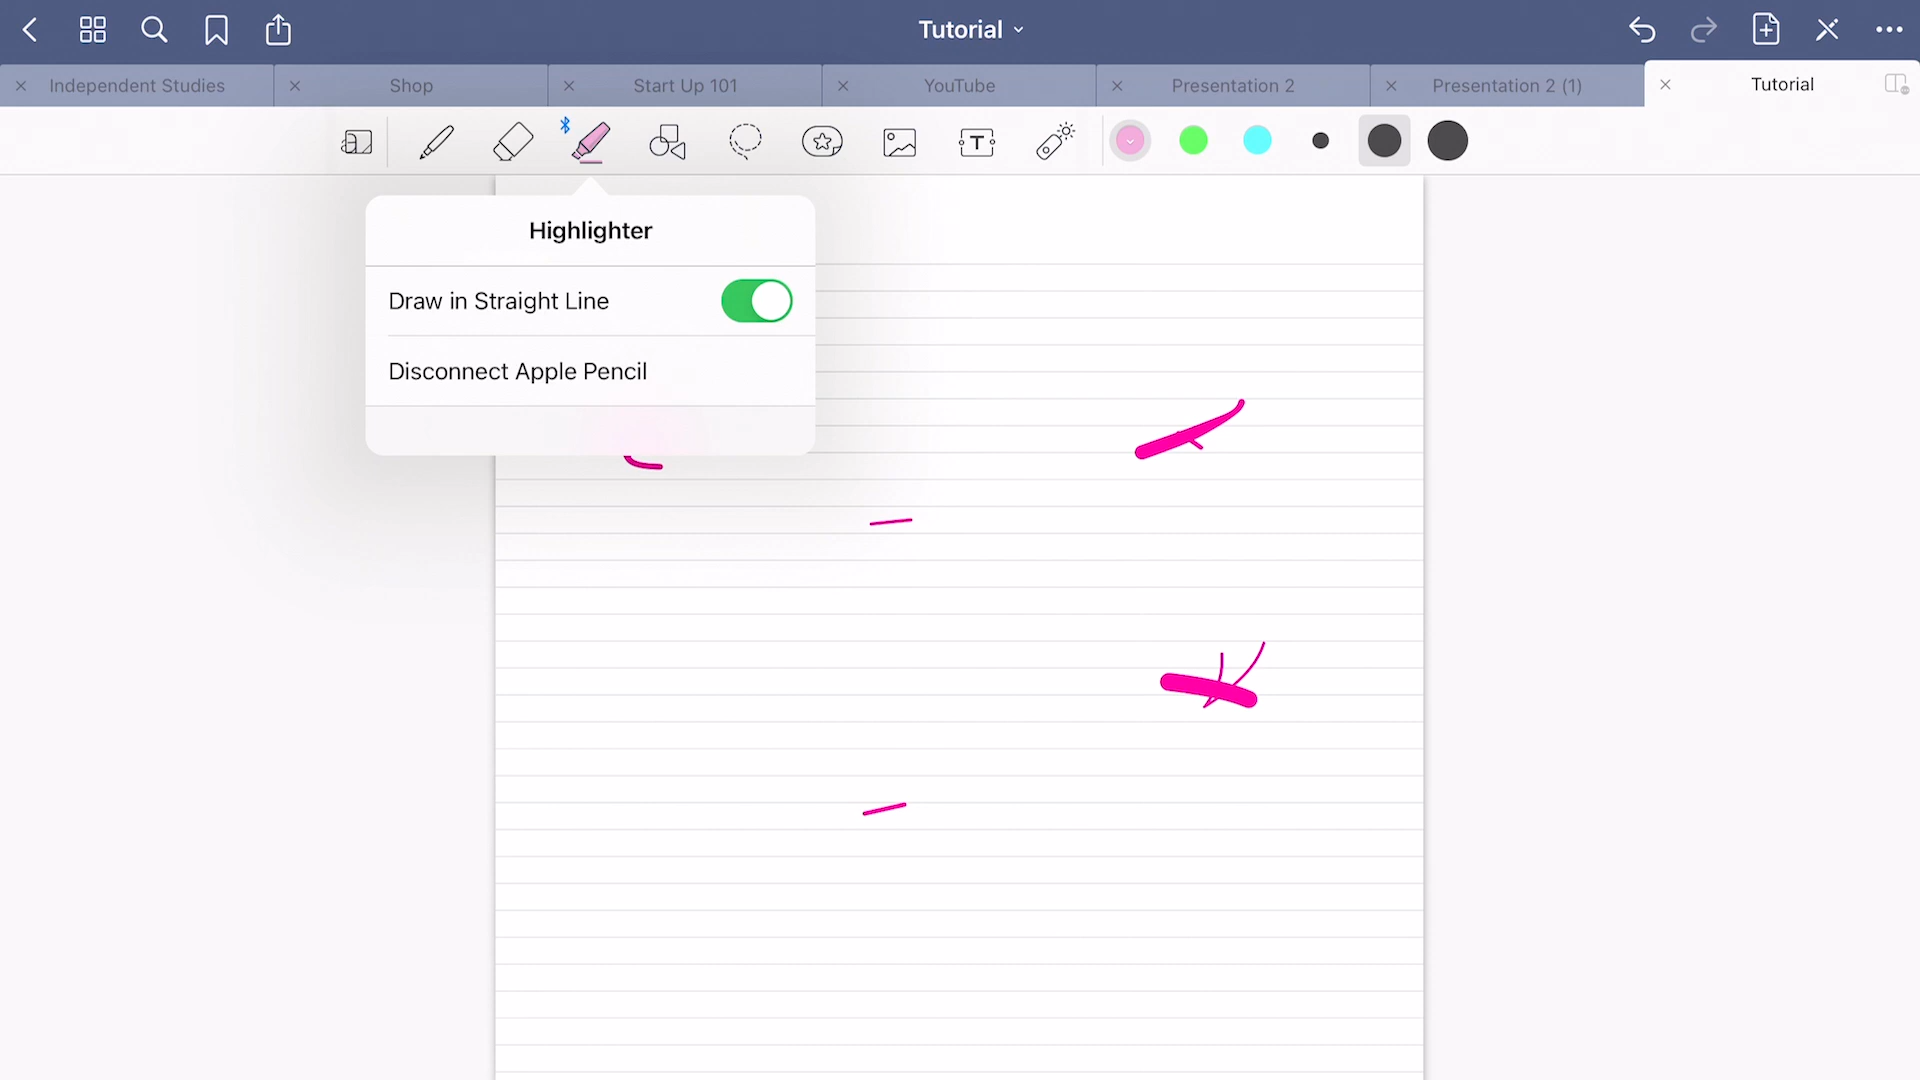 Tutorial
Independent Studies
Shop
Start Up 101
YouTube
Presentation 2
Presentation 2 (1)
Tutorial
Highlighter
Draw in Straight Line
Disconnect Apple Pencil